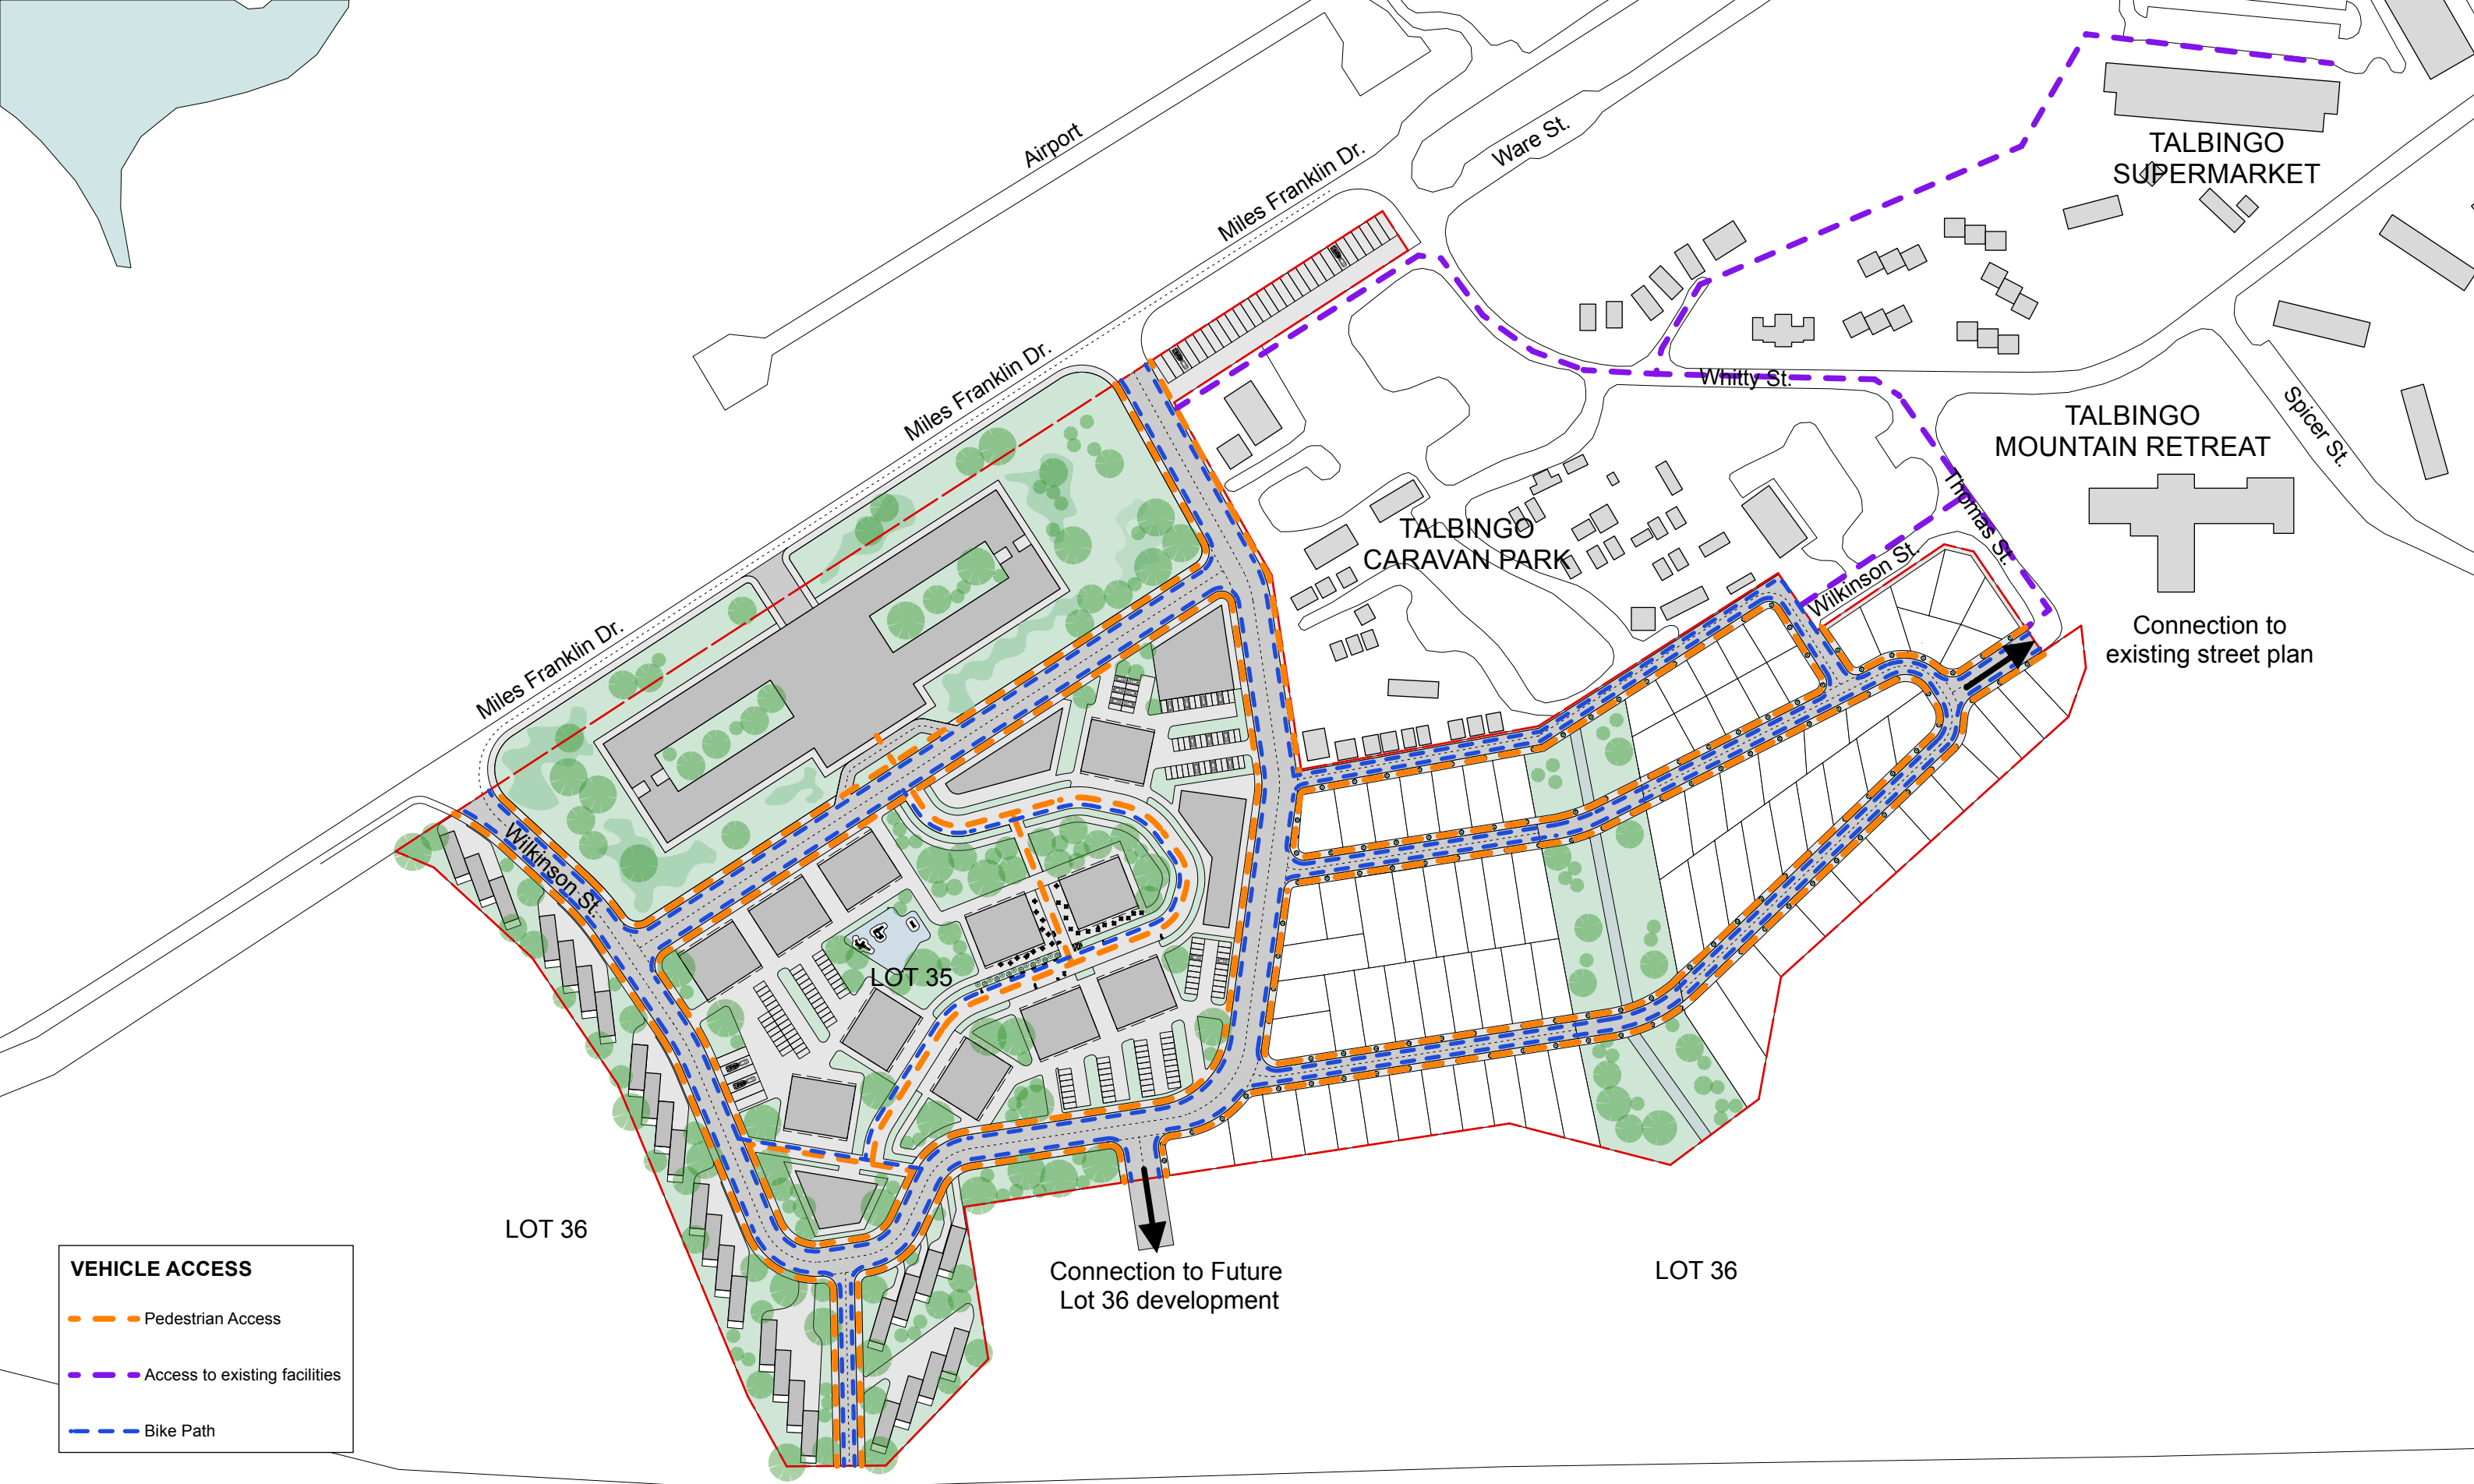 Airport
Ware St.
Miles Franklin Dr.
TALBINGO
SUPERMARKET
Miles Franklin Dr.
Whitty St.
Spicer St.
TALBINGO
MOUNTAIN RETREAT
Thomas St.
TALBINGO
CARAVAN PARK
Wilkinson St.
Connection to
existing street plan
Miles Franklin Dr.
Wilkinson St.
LOT 35
LOT 36
Connection to Future
Lot 36 development
LOT 36
VEHICLE ACCESS
Pedestrian Access
Access to existing facilities
Bike Path